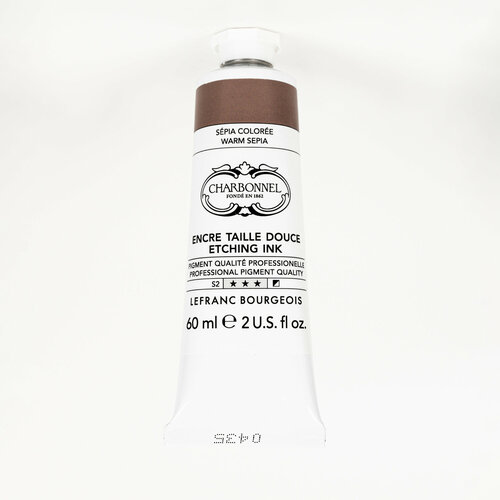 SÉPIA COLORÉE
WARM SEPIA
CHARBONNEL
FONDÉ EN 1862
ENCRE TAILLE DOUCE
ETCHING INK
PIGMENT QUALITÉ PROFESSIONELLE
PROFESSIONAL PIGMENT QUALITY
S2 ★ ★ ★
LEFRANC BOURGEOIS
60 ml ℮ 2 U.S. fl oz.
0435